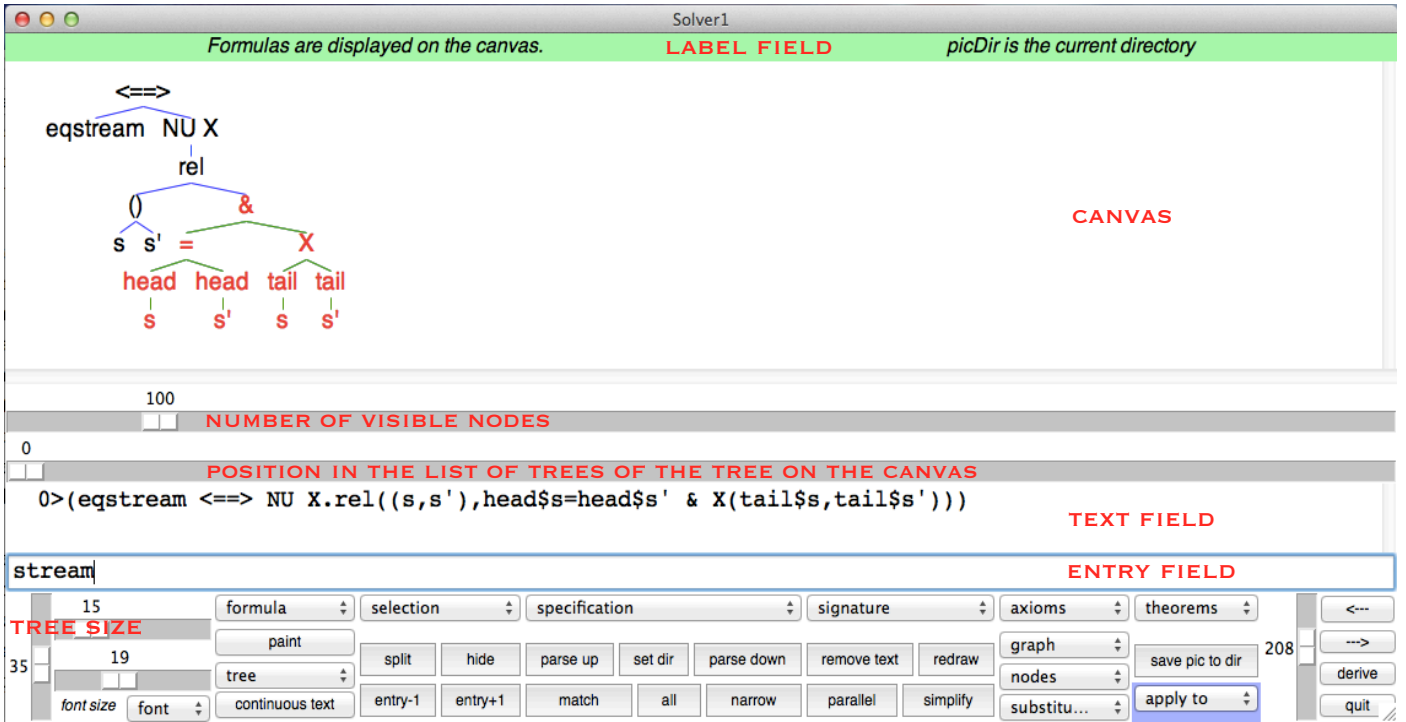 Solver1
Formulas are displayed on the canvas. LABEL FIELD picDir is the current directory
<==>
eqstream NU X
rel
() &
s s' = X
head head tail tail
s s' s s'
CANVAS
100
NUMBER OF VISIBLE NODES
0
POSITION IN THE LIST OF TREES OF THE TREE ON THE CANVAS
0>(eqstream <==> NU X.rel((s,s'),head$s=head$s' & X(tail$s,tail$s')))
TEXT FIELD
stream ENTRY FIELD
15 formula selection specification signature axioms theorems <---
TREE SIZE
paint
--->
19 split hide parse up set dir parse down remove text redraw graph save pic to dir 208
35 tree nodes derive
font size font continuous text entry-1 entry+1 match all narrow parallel simplify substitu... apply to quit